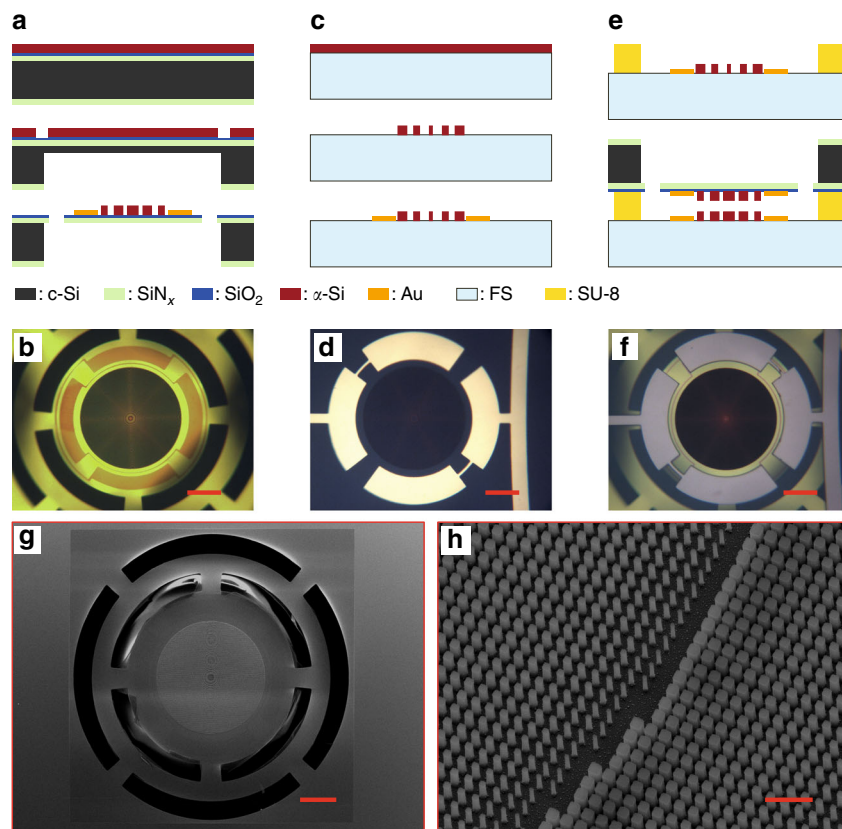 a
c
e
: c-Si : SiNx : SiO2 : α-Si : Au : FS : SU-8
b
d
f
g
h